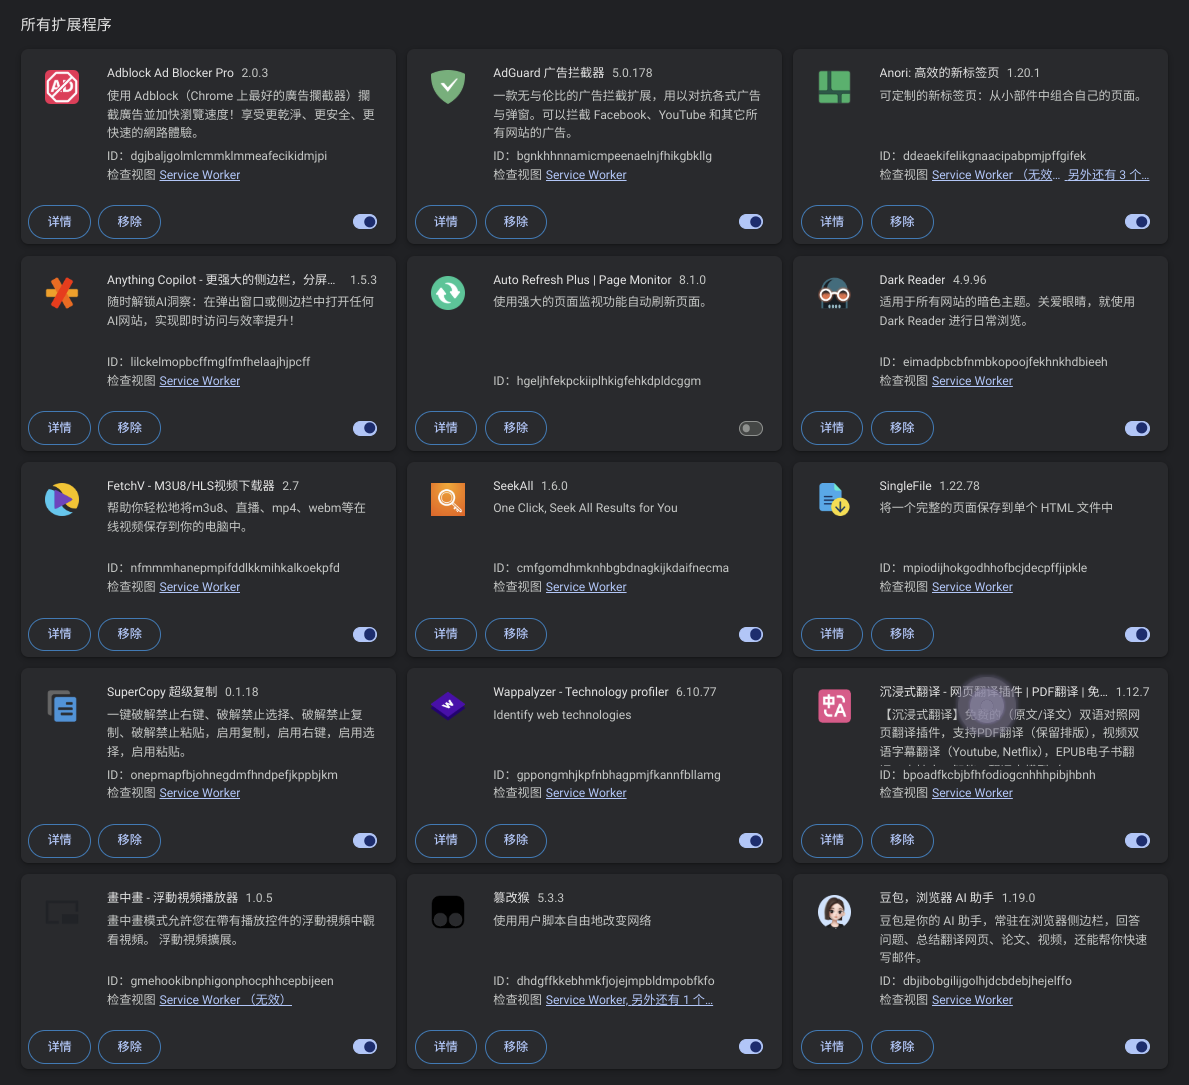 所有扩展程序
Adblock Ad Blocker Pro 2.0.3
使用 Adblock（Chrome 上最好的廣告攔截器）攔
截廣告並加快瀏覽速度！享受更乾淨、更安全、更
快速的網路體驗。
ID：dgjbaljgolmlcmmklmmeafecikidmjpi
检查视图 Service Worker
详情 移除
AdGuard 广告拦截器 5.0.178
一款无与伦比的广告拦截扩展，用以对抗各式广告
与弹窗。可以拦截 Facebook、YouTube 和其它所
有网站的广告。
ID：bgnkhhnnamicmpeenaelnjfhikgbkllg
检查视图 Service Worker
详情 移除
Anori: 高效的新标签页 1.20.1
可定制的新标签页：从小部件中组合自己的页面。
ID：ddeaekifelikgnaacipabpmjpffgifek
检查视图 Service Worker （无效... 另外还有 3 个...
详情 移除
Anything Copilot - 更强大的侧边栏，分屏... 1.5.3
随时解锁AI洞察：在弹出窗口或侧边栏中打开任何
AI网站，实现即时访问与效率提升！
ID：lilckelmopbcffmglfmfhelaajhjpcff
检查视图 Service Worker
详情 移除
Auto Refresh Plus | Page Monitor 8.1.0
使用强大的页面监视功能自动刷新页面。
ID：hgeljhfekpckiiplhkigfehkdpldcggm
详情 移除
Dark Reader 4.9.96
适用于所有网站的暗色主题。关爱眼睛，就使用
Dark Reader 进行日常浏览。
ID：eimadpbcbfnmbkopoojfekhnkhdbieeh
检查视图 Service Worker
详情 移除
FetchV - M3U8/HLS视频下载器 2.7
帮助你轻松地将m3u8、直播、mp4、webm等在
线视频保存到你的电脑中。
ID：nfmmmhanepmpifddlkkmihkalkoekpfd
检查视图 Service Worker
详情 移除
SeekAll 1.6.0
One Click, Seek All Results for You
ID：cmfgomdhmknhbgbdnagkijkdaifnecma
检查视图 Service Worker
详情 移除
SingleFile 1.22.78
将一个完整的页面保存到单个 HTML 文件中
ID：mpiodijhokgodhhofbcjdecpffjipkle
检查视图 Service Worker
详情 移除
SuperCopy 超级复制 0.1.18
一键破解禁止右键、破解禁止选择、破解禁止复
制、破解禁止粘贴，启用复制，启用右键，启用选
择，启用粘贴。
ID：onepmapfbjohnegdmfhndpefjkppbjkm
检查视图 Service Worker
详情 移除
Wappalyzer - Technology profiler 6.10.77
Identify web technologies
ID：gppongmhjkpfnbhagpmjfkannfbllamg
检查视图 Service Worker
详情 移除
沉浸式翻译 - 网页翻译插件 | PDF翻译 | 免... 1.12.7
【沉浸式翻译】免费的（原文/译文）双语对照网
页翻译插件，支持PDF翻译（保留排版），视频双
语字幕翻译（Youtube, Netflix），EPUB电子书翻
ID：bpoadfkcbjbfhfodiogcnhhhpibjhbnh
检查视图 Service Worker
详情 移除
畫中畫 - 浮動視頻播放器 1.0.5
畫中畫模式允許您在帶有播放控件的浮動視頻中觀
看視頻。 浮動視頻擴展。
ID：gmehookibnphigonphocphhcepbijeen
检查视图 Service Worker （无效）
详情 移除
篡改猴 5.3.3
使用用户脚本自由地改变网络
ID：dhdgffkkebhmkfjojejmpbldmpobfkfo
检查视图 Service Worker, 另外还有 1 个...
详情 移除
豆包，浏览器 AI 助手 1.19.0
豆包是你的 AI 助手，常驻在浏览器侧边栏，回答
问题、总结翻译网页、论文、视频，还能帮你快速
写邮件。
ID：dbjibobgilijgolhjdcbdebjhejelffo
检查视图 Service Worker
详情 移除